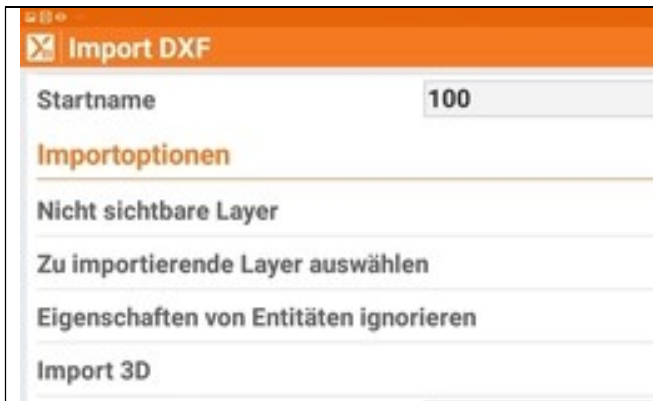 Import DXF
Startname 100
Importoptionen
Nicht sichtbare Layer
Zu importierende Layer auswählen
Eigenschaften von Entitäten ignorieren
Import 3D